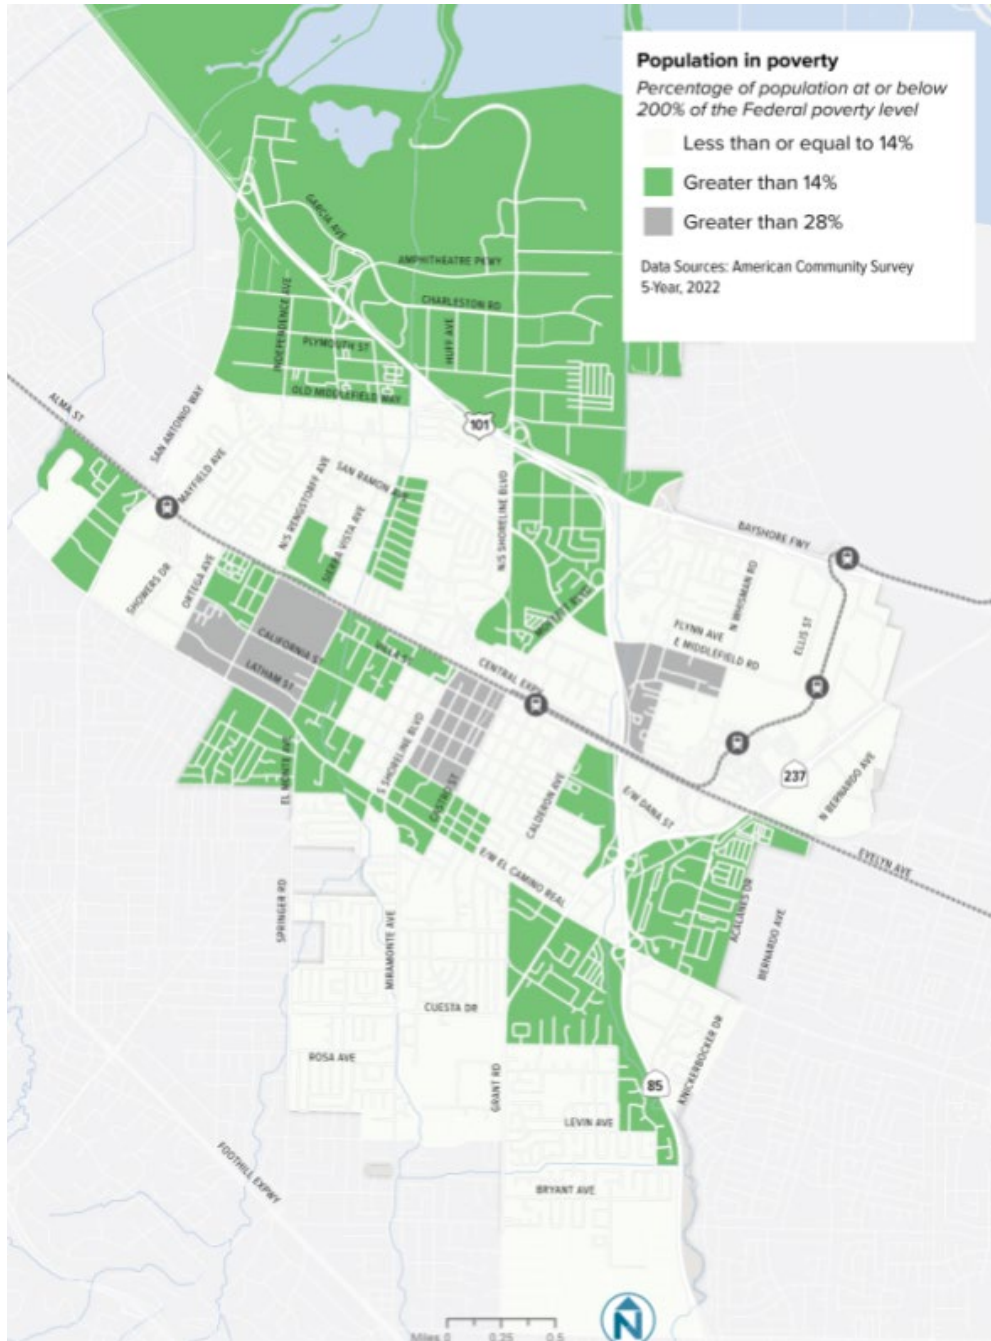 Population in poverty
Percentage of population at or below
200% of the Federal poverty level
Less than or equal to 14%
Greater than 14%
Greater than 28%
Data Sources: American Community Survey
5-Year, 2022
GARCIA AVE
AMPHITHEATRE PKWY
CHARLESTON RD
INDEPENDENCE AVE
HUFF AVE
PLYMOUTH ST
OLD MIDDLEFIELD WAY
ALMA ST
SAN ANTONIO WAY
101
MAYFIELD AVE
N/S RENGSTORFF AVE
SAN RAMON AVE
SIERRA VISTA AVE
N/S SHORELINE BLVD
BAYSHORE FWY
SHOWERS DR
ORTEGA AVE
N WHISMAN RD
MOFFETT BLVD
FLYNN AVE
E MIDDLEFIELD RD
ELLIS ST
CALIFORNIA ST
VILLA ST
LATHAM ST
CENTRAL EXPY
S SHORELINE BLVD
EL MONTE AVE
CASTRO ST
CALDERON AVE
E/W DANA ST
237
N BERNARDO AVE
EVELYN AVE
E/W EL CAMINO REAL
SPRINGER RD
MIRAMONTE AVE
ACALANES DR
BERNARDO AVE
CUESTA DR
ROSA AVE
GRANT RD
KNICKERBOCKER DR
85
LEVIN AVE
FOOTHILL EXPWY
BRYANT AVE
Miles 0 0.25 0.5
N